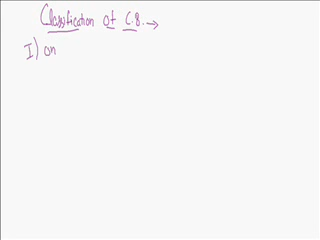 Classification of C.B. →
I) on